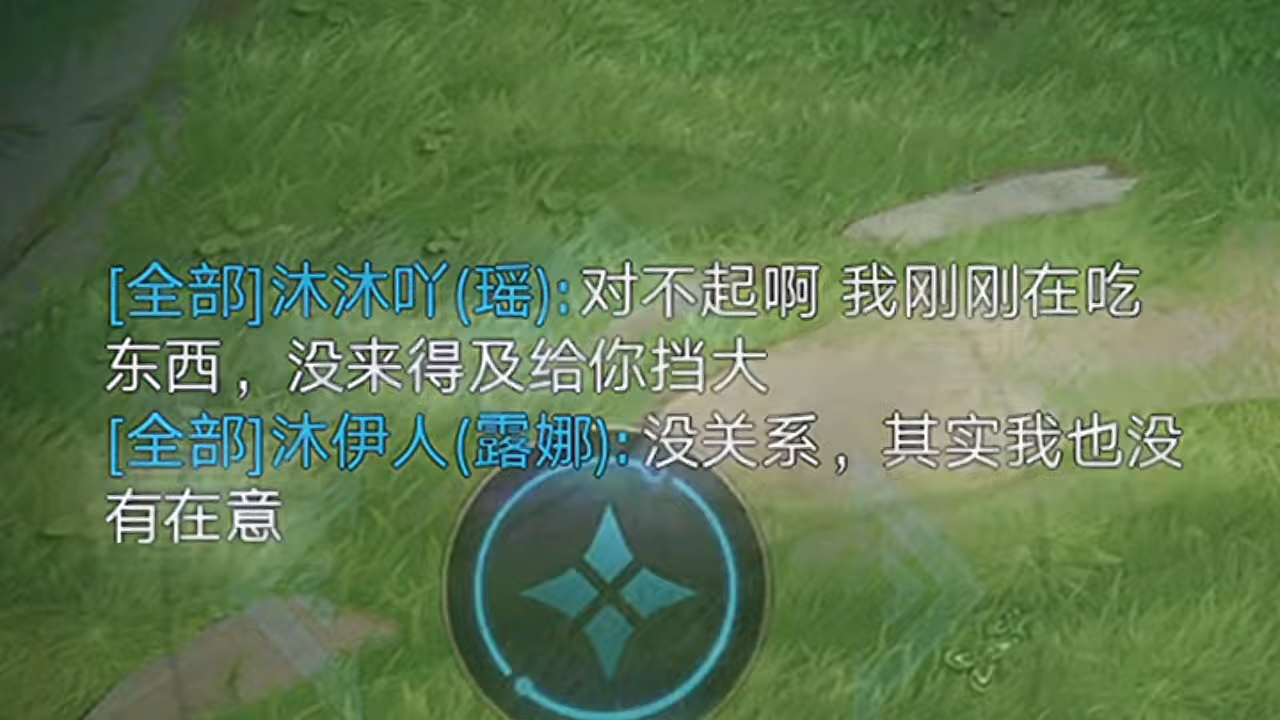 [全部]沐沐吖(瑶):对不起啊 我刚刚在吃
东西，没来得及给你挡大
[全部]沐伊人(露娜):没关系，其实我也没
有在意